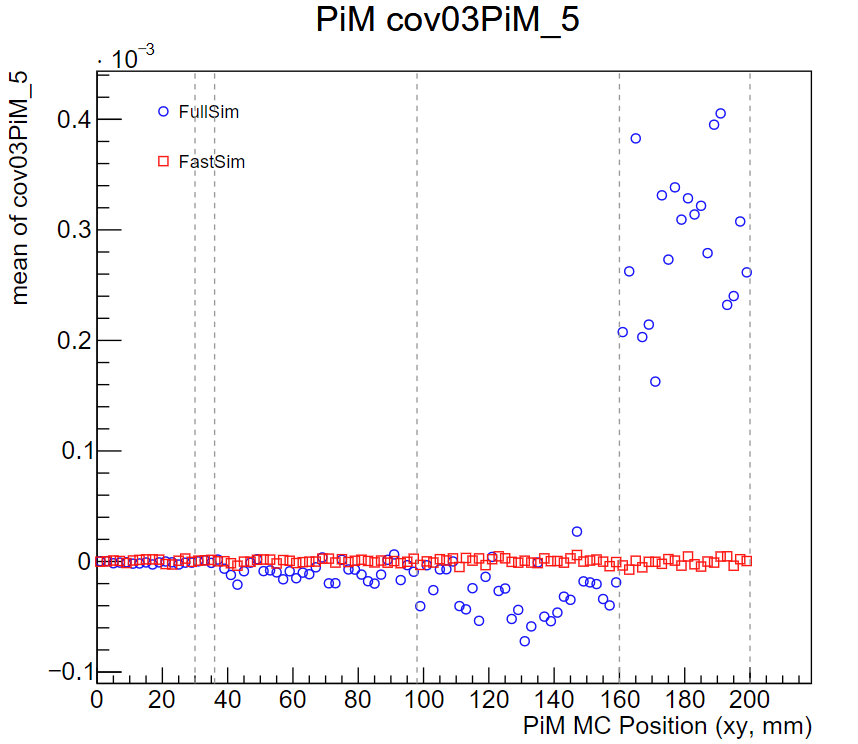 PiM cov03PiM_5
· 10⁻³
mean of cov03PiM_5
FullSim
FastSim
0.4
0.3
0.2
0.1
0
−0.1
0 20 40 60 80 100 120 140 160 180 200
PiM MC Position (xy, mm)